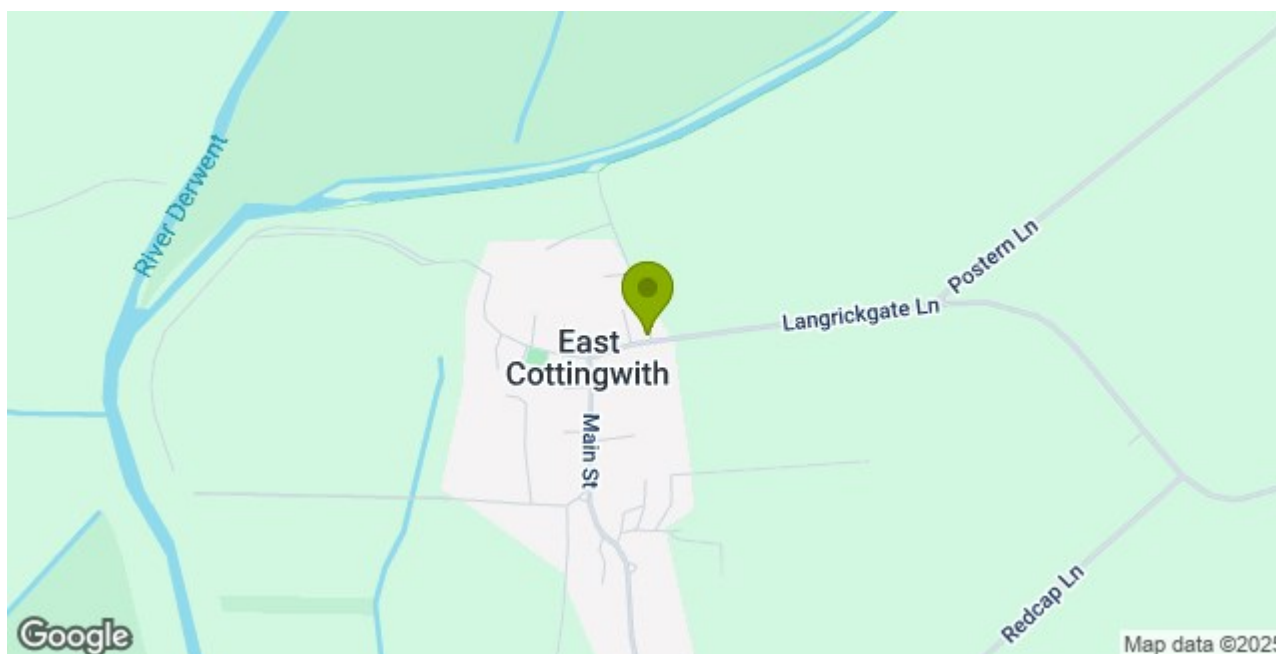 River Derwent
Postern Ln
Langrickgate Ln
East
Cottingwith
Main St
Redcap Ln
Google
Map data ©2025